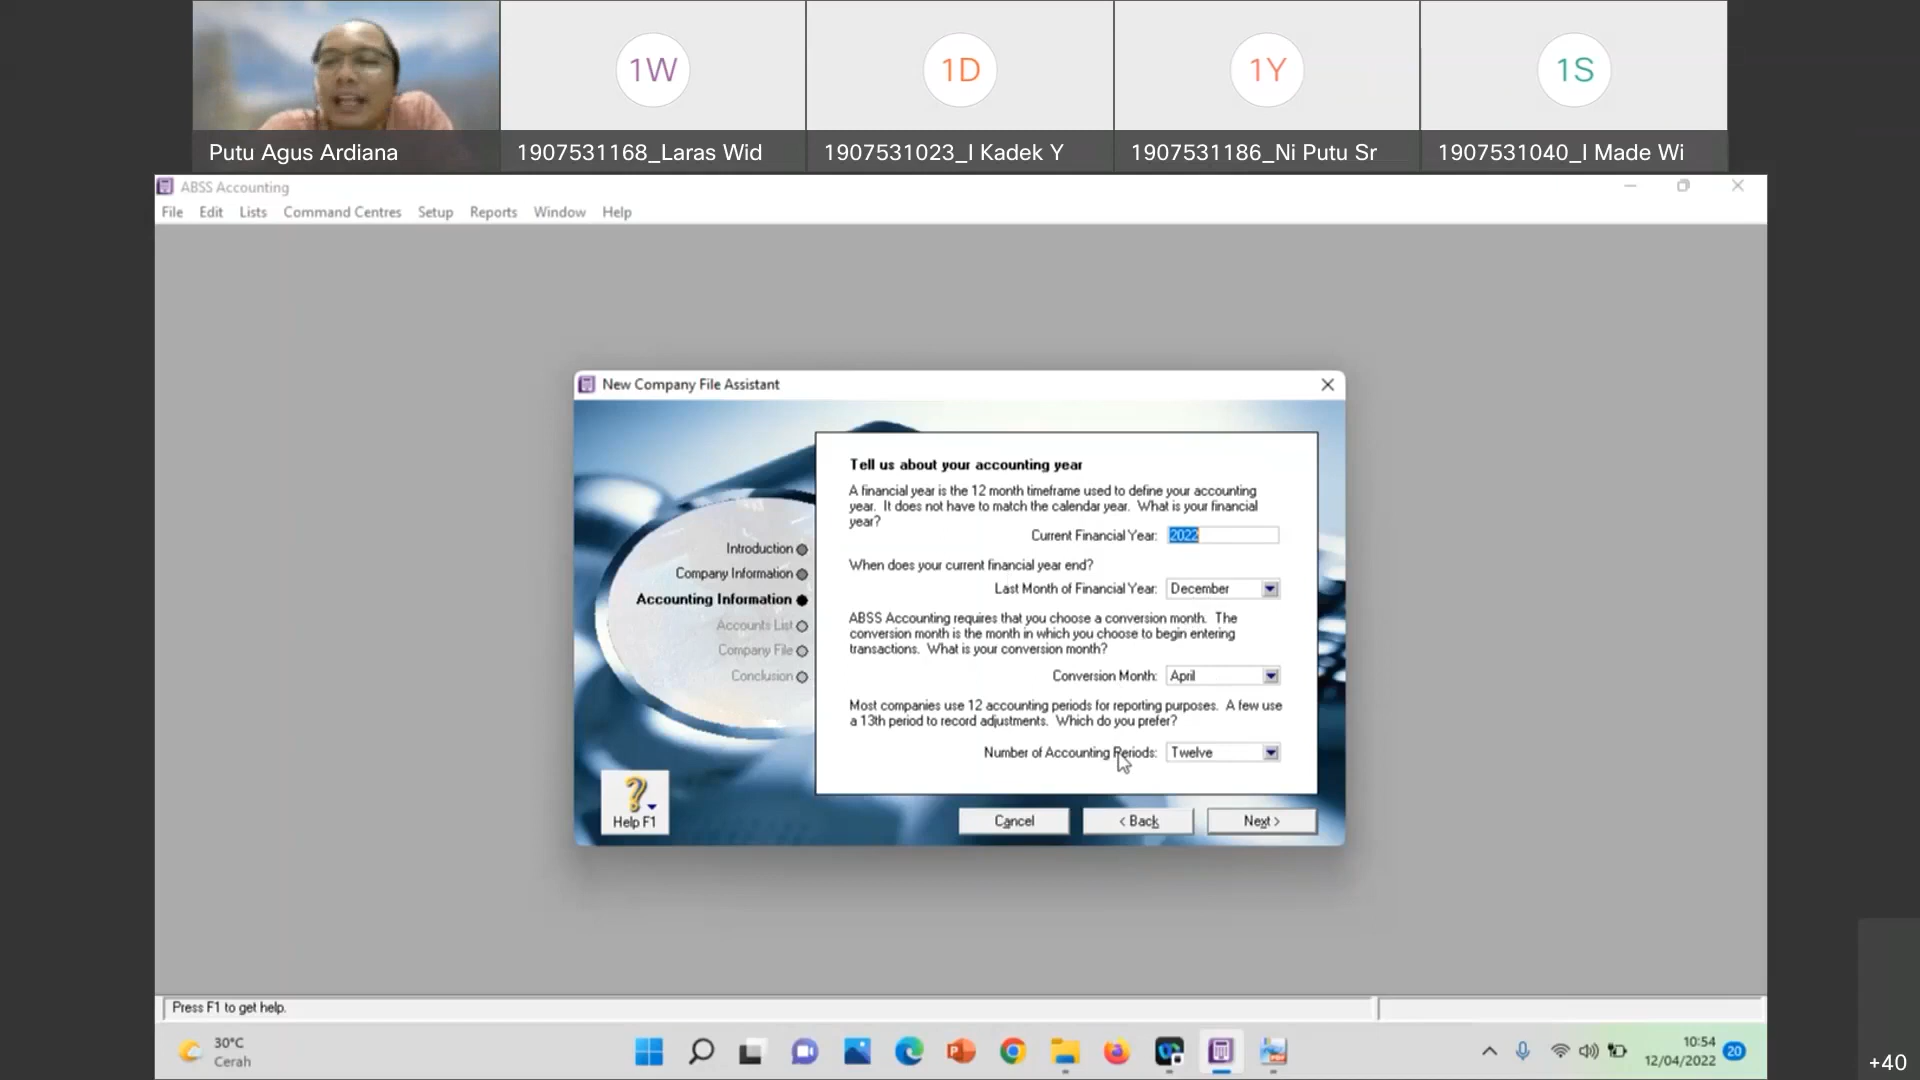 1W
1D
1Y
1S
Putu Agus Ardiana
1907531168_Laras Wid
1907531023_I Kadek Y
1907531186_Ni Putu Sr
1907531040_I Made Wi
ABSS Accounting
File Edit Lists Command Centres Setup Reports Window Help
New Company File Assistant
Introduction
Company Information
Accounting Information
Accounts List
Company File
Conclusion
Help F1
Tell us about your accounting year
A financial year is the 12 month timeframe used to define your accounting
year. It does not have to match the calendar year. What is your financial
year?
Current Financial Year: 2022
When does your current financial year end?
Last Month of Financial Year: December
ABSS Accounting requires that you choose a conversion month. The
conversion month is the month in which you choose to begin entering
transactions. What is your conversion month?
Conversion Month: April
Most companies use 12 accounting periods for reporting purposes. A few use
a 13th period to record adjustments. Which do you prefer?
Number of Accounting Periods: Twelve
Cancel
< Back
Next >
Press F1 to get help.
30°C
Cerah
10:54
12/04/2022
20
+40